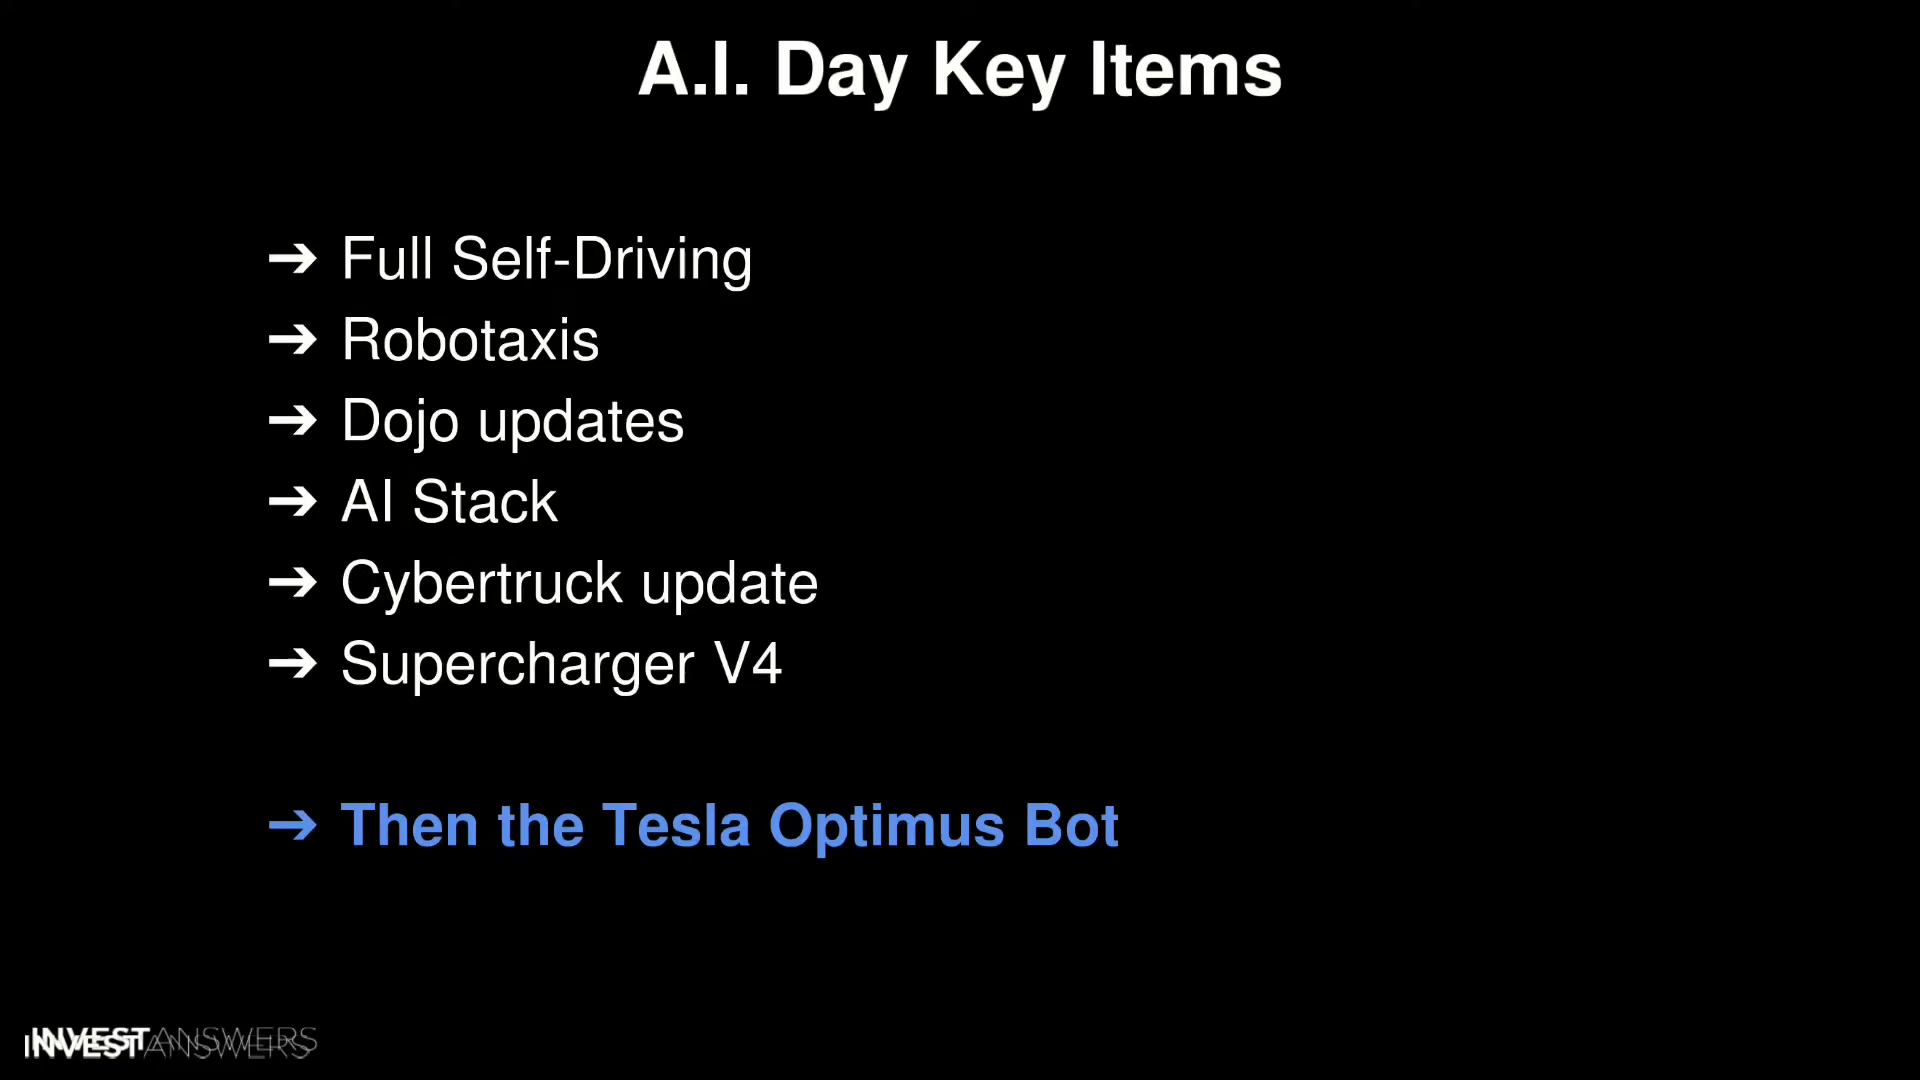 A.I. Day Key Items
➔ Full Self-Driving
➔ Robotaxis
➔ Dojo updates
➔ AI Stack
➔ Cybertruck update
➔ Supercharger V4
➔ Then the Tesla Optimus Bot
INVESTANSWERS
INVESTANSWERS